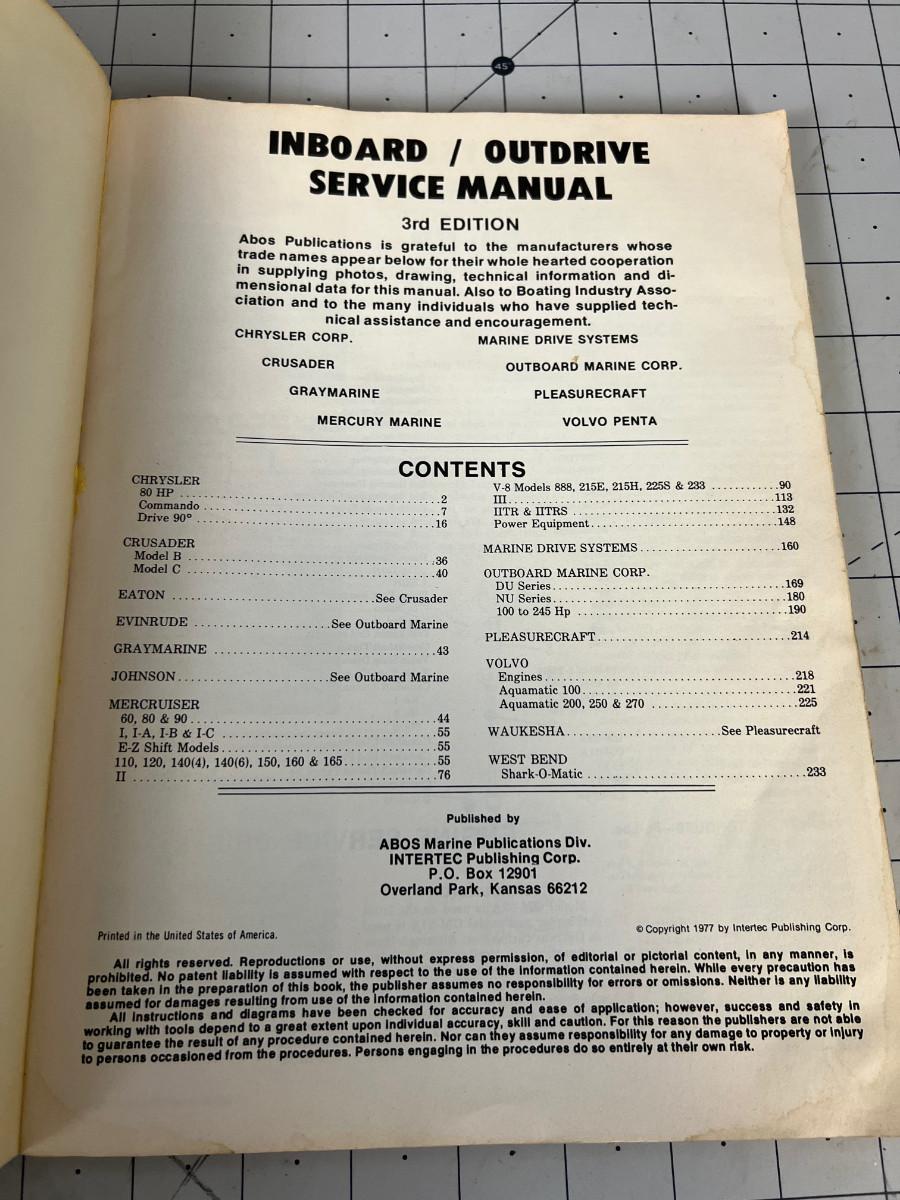 45°
INBOARD / OUTDRIVE
SERVICE MANUAL
3rd EDITION
Abos Publications is grateful to the manufacturers whose
trade names appear below for their whole hearted cooperation
in supplying photos, drawing, technical information and di-
mensional data for this manual. Also to Boating Industry Asso-
ciation and to the many individuals who have supplied tech-
nical assistance and encouragement.
CHRYSLER CORP.
CRUSADER
GRAYMARINE
MERCURY MARINE
MARINE DRIVE SYSTEMS
OUTBOARD MARINE CORP.
PLEASURECRAFT
VOLVO PENTA
CONTENTS
CHRYSLER
80 HP ........................................2
Commando ....................................7
Drive 90° ....................................16
CRUSADER
Model B ......................................36
Model C ......................................40
EATON ..............................See Crusader
EVINRUDE .....................See Outboard Marine
GRAYMARINE ..................................43
JOHNSON.......................See Outboard Marine
MERCRUISER
60, 80 & 90....................................44
I, I-A, I-B & I-C ................................55
E-Z Shift Models................................55
110, 120, 140(4), 140(6), 150, 160 & 165..............55
II ............................................76
V-8 Models 888, 215E, 215H, 225S & 233 ...........90
III...........................................113
IITR & IITRS ..................................132
Power Equipment..............................148
MARINE DRIVE SYSTEMS.......................160
OUTBOARD MARINE CORP.
DU Series.....................................169
NU Series.....................................180
100 to 245 Hp .................................190
PLEASURECRAFT...............................214
VOLVO
Engines.......................................218
Aquamatic 100.................................221
Aquamatic 200, 250 & 270 .......................225
WAUKESHA.........................See Pleasurecraft
WEST BEND
Shark-O-Matic .................................233
Published by
ABOS Marine Publications Div.
INTERTEC Publishing Corp.
P.O. Box 12901
Overland Park, Kansas 66212
Printed in the United States of America.
© Copyright 1977 by Intertec Publishing Corp.
All rights reserved. Reproductions or use, without express permission, of editorial or pictorial content, in any manner, is
prohibited. No patent liability is assumed with respect to the use of the information contained herein. While every precaution has
been taken in the preparation of this book, the publisher assumes no responsibility for errors or omissions. Neither is any liability
assumed for damages resulting from use of the information contained herein.
All instructions and diagrams have been checked for accuracy and ease of application; however, success and safety in
working with tools depend to a great extent upon individual accuracy, skill and caution. For this reason the publishers are not able
to guarantee the result of any procedure contained herein. Nor can they assume responsibility for any damage to property or injury
to persons occasioned from the procedures. Persons engaging in the procedures do so entirely at their own risk.